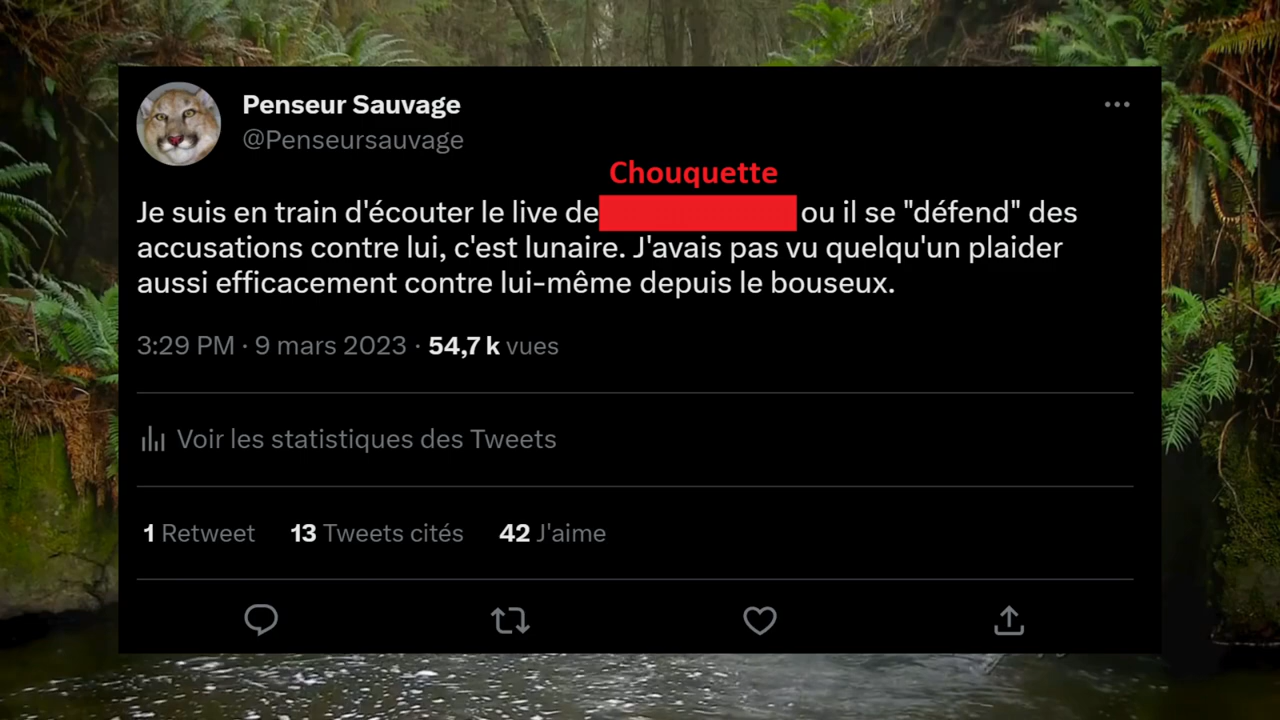 Penseur Sauvage
@Penseursauvage
Chouquette
Je suis en train d'écouter le live de ou il se "défend" des
accusations contre lui, c'est lunaire. J'avais pas vu quelqu'un plaider
aussi efficacement contre lui-même depuis le bouseux.
3:29 PM · 9 mars 2023 · 54,7 k vues
Voir les statistiques des Tweets
1 Retweet 13 Tweets cités 42 J'aime